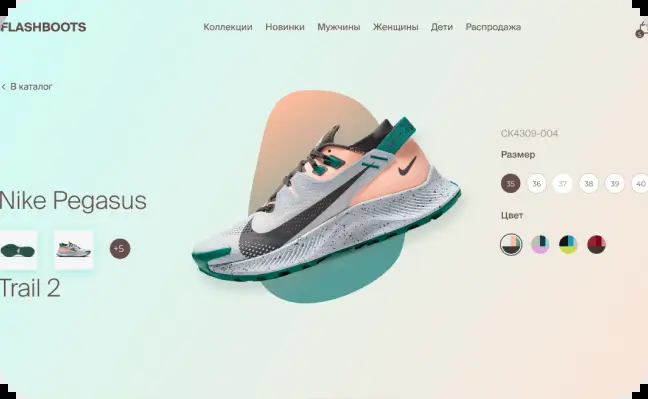 FLASHBOOTS
Коллекции Новинки Мужчины Женщины Дети Распродажа
5
‹ В каталог
CK4309-004
Размер
35 36 37 38 39 40
Nike Pegasus
Цвет
+5
Trail 2